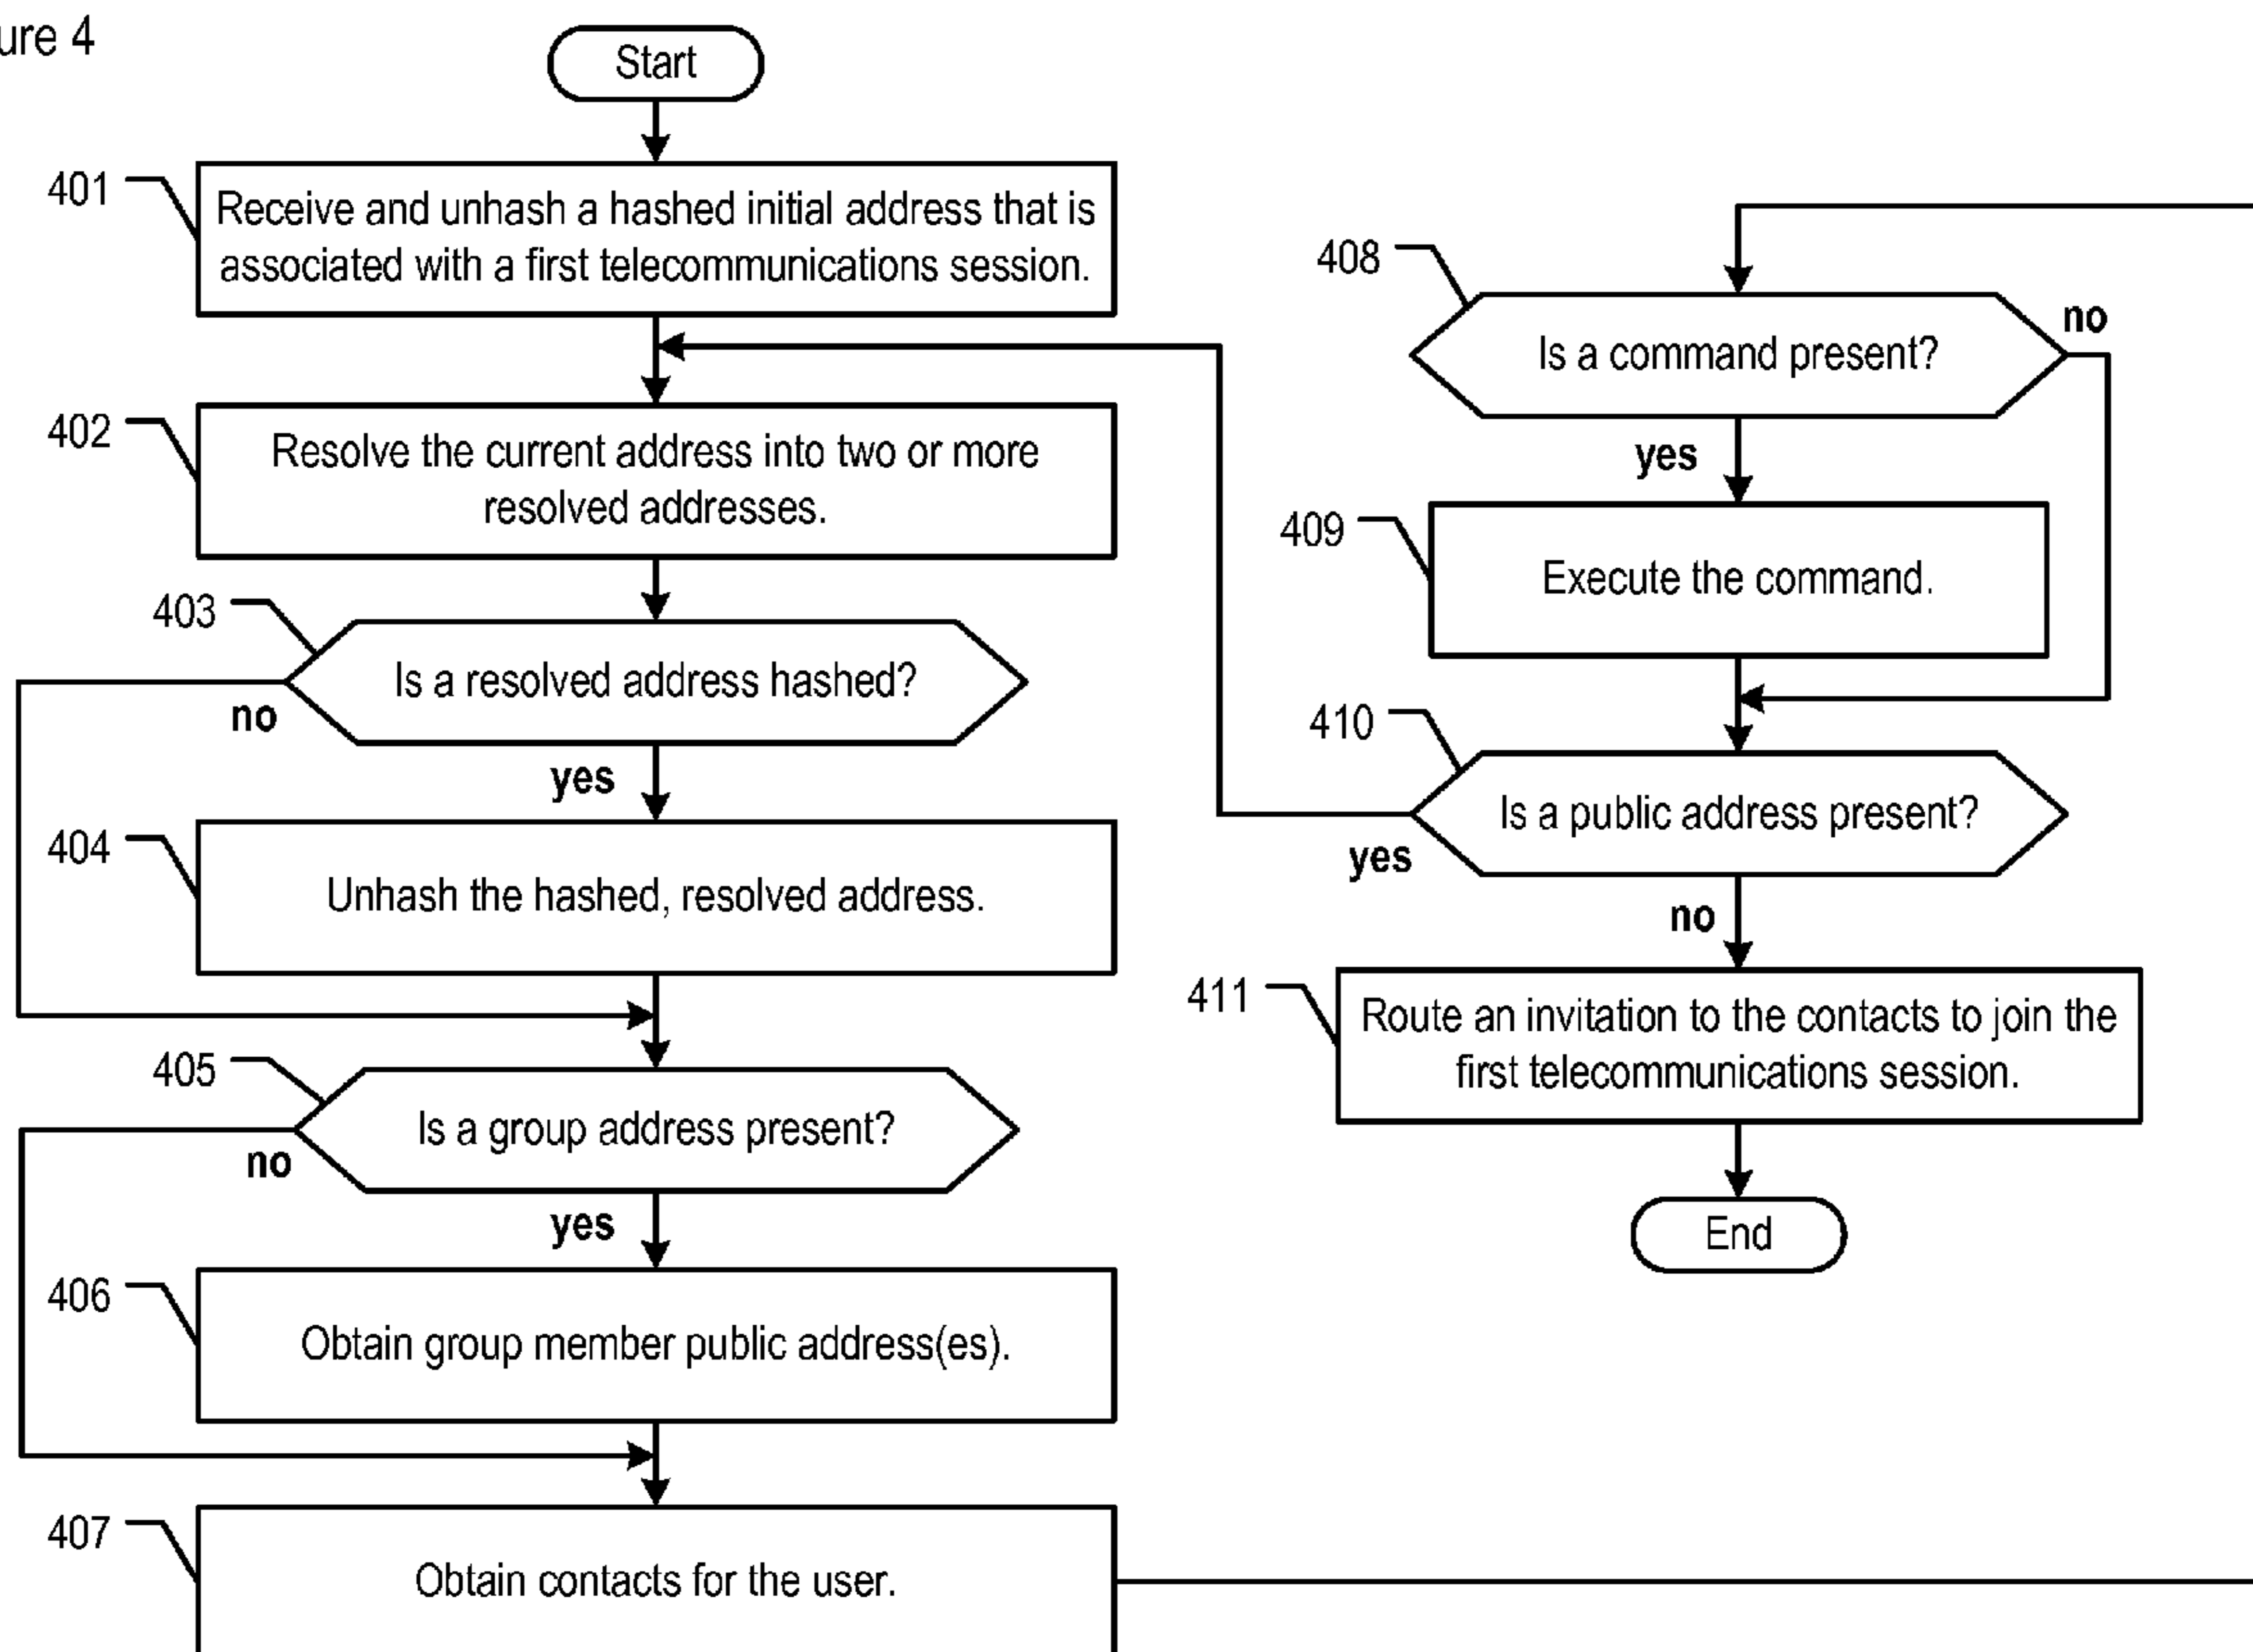 ure 4
Start
401
Receive and unhash a hashed initial address that is
associated with a first telecommunications session.
402
Resolve the current address into two or more
resolved addresses.
403
Is a resolved address hashed?
no
yes
404
Unhash the hashed, resolved address.
405
Is a group address present?
no
yes
406
Obtain group member public address(es).
407
Obtain contacts for the user.
408
Is a command present?
no
yes
409
Execute the command.
410
Is a public address present?
yes
no
411
Route an invitation to the contacts to join the
first telecommunications session.
End